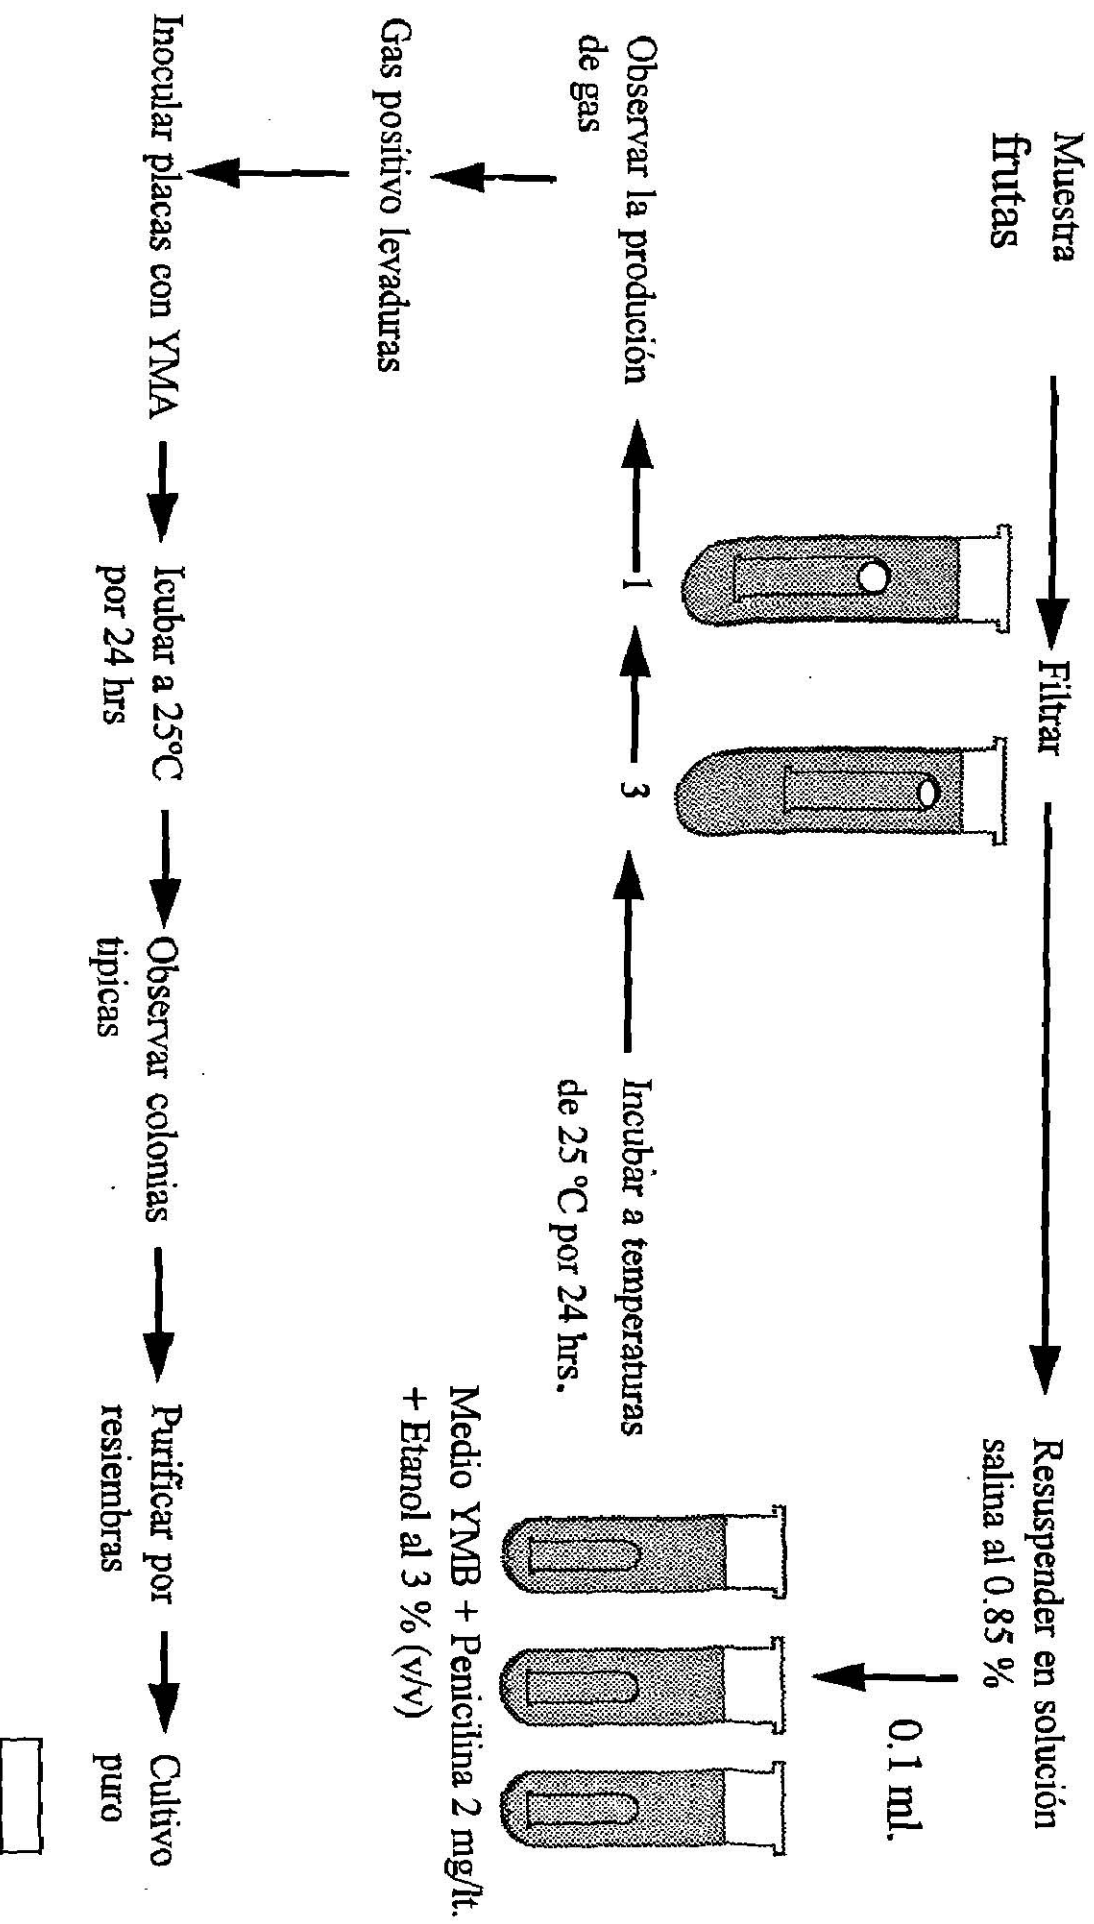 Muestra
frutas
Filtrar
Resuspender en solución
salina al 0.85 %
0.1 ml.
Medio YMB + Penicilina 2 mg/lt.
+ Etanol al 3 % (v/v)
Incubar a temperaturas
de 25 ºC por 24 hrs.
3
1
Observar la produción
de gas
Gas positivo levaduras
Inocular placas con YMA
Icubar a 25ºC
por 24 hrs
Observar colonias
tipicas
Purificar por
resiembras
Cultivo
puro